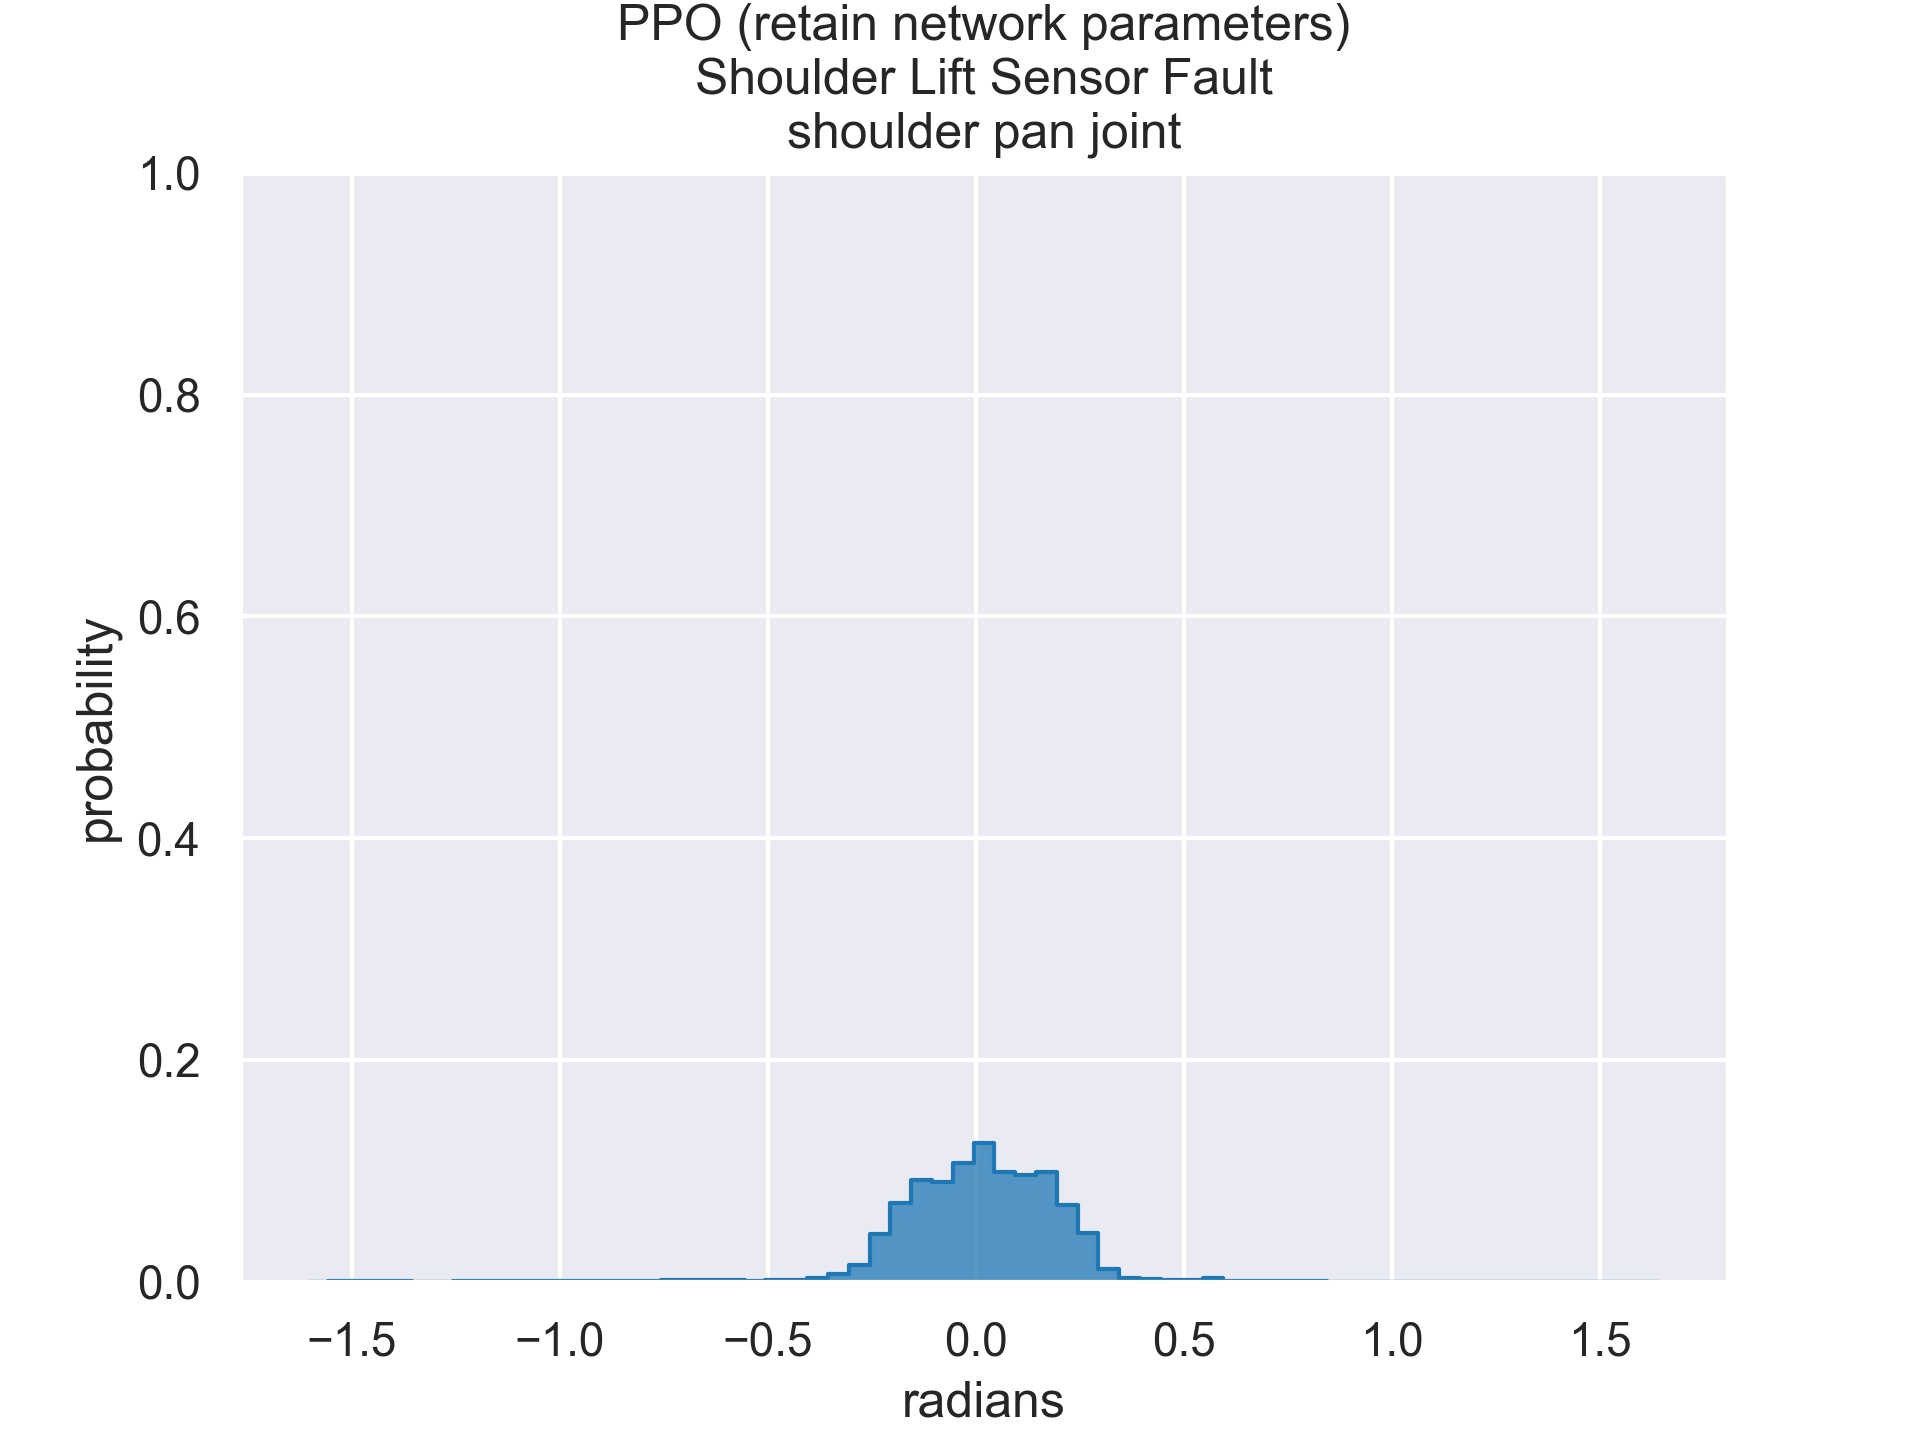 PPO (retain network parameters)
Shoulder Lift Sensor Fault
shoulder pan joint
1.0
0.8
0.6
0.4
0.2
0.0
probability
−1.5 −1.0 −0.5 0.0 0.5 1.0 1.5
radians